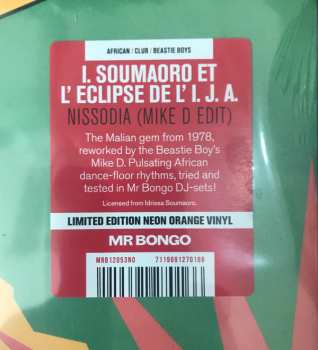 AFRICAN / CLUB / BEASTIE BOYS
I. SOUMAORO ET
L' ECLIPSE DE L' I. J. A.
NISSODIA (MIKE D EDIT)
The Malian gem from 1978,
reworked by the Beastie Boy's
Mike D. Pulsating African
dance-floor rhythms, tried and
tested in Mr Bongo DJ-sets!
Licensed from Idrissa Soumaoro.
LIMITED EDITION NEON ORANGE VINYL
MR BONGO
MRB12053NO